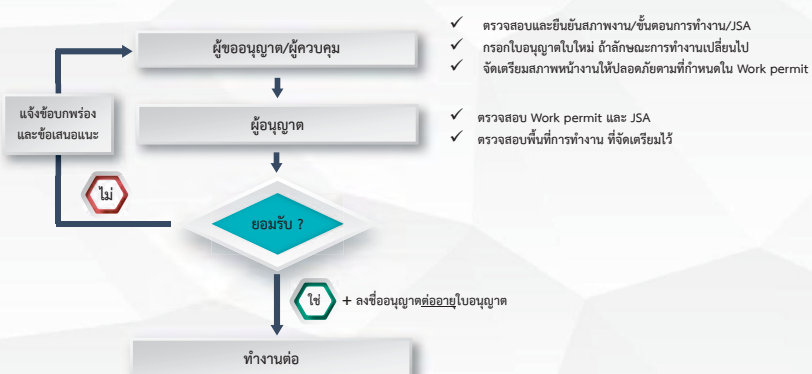 ผู้ขออนุญาต/ผู้ควบคุม
✓ ตรวจสอบและยืนยันสภาพงาน/ขั้นตอนการทำงาน/JSA
✓ กรอกใบอนุญาตใบใหม่ ถ้าลักษณะการทำงานเปลี่ยนไป
✓ จัดเตรียมสภาพหน้างานให้ปลอดภัยตามที่กำหนดใน Work permit
แจ้งข้อบกพร่อง
และข้อเสนอแนะ
ผู้อนุญาต
✓ ตรวจสอบ Work permit และ JSA
✓ ตรวจสอบพื้นที่การทำงาน ที่จัดเตรียมไว้
ไม่
ยอมรับ ?
ใช่ + ลงชื่ออนุญาตต่ออายุใบอนุญาต
ทำงานต่อ